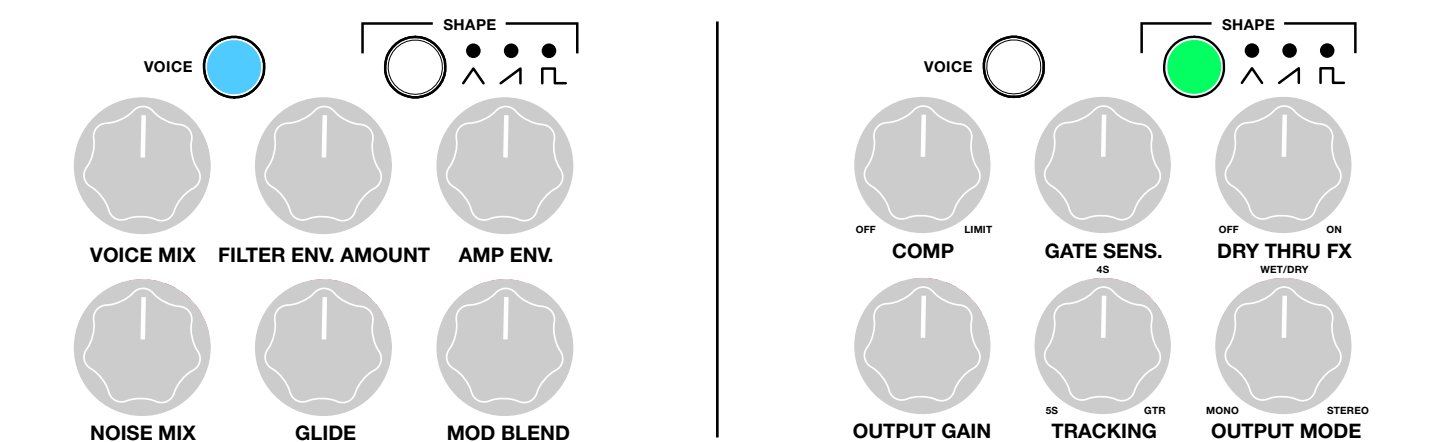 SHAPE
VOICE
VOICE MIX
FILTER ENV. AMOUNT
AMP ENV.
NOISE MIX
GLIDE
MOD BLEND
SHAPE
VOICE
OFF
LIMIT
COMP
GATE SENS.
OFF
ON
DRY THRU FX
OUTPUT GAIN
4S
5S
GTR
TRACKING
WET/DRY
MONO
STEREO
OUTPUT MODE